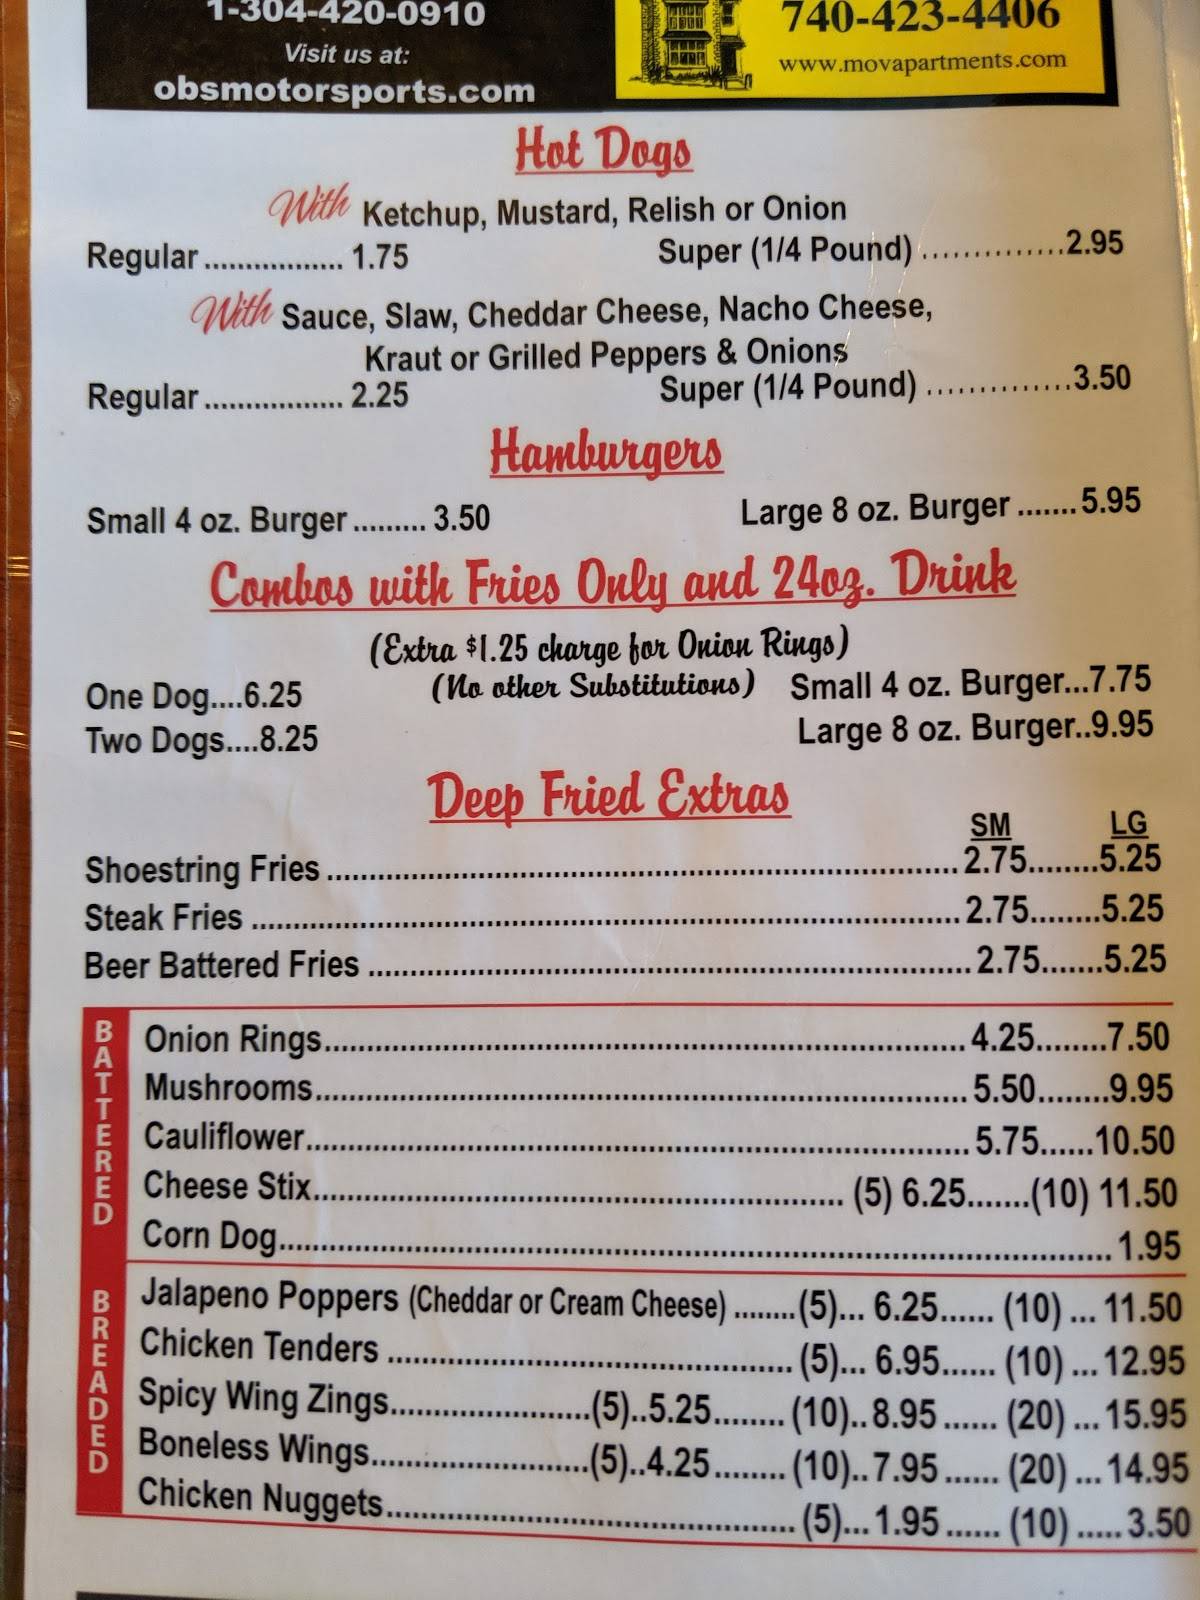 1-304-420-0910
Visit us at:
obsmotorsports.com
740-423-4406
www.movapartments.com
Hot Dogs
With Ketchup, Mustard, Relish or Onion
Regular ................. 1.75 Super (1/4 Pound) ..............2.95
With Sauce, Slaw, Cheddar Cheese, Nacho Cheese,
Kraut or Grilled Peppers & Onions
Regular ................. 2.25 Super (1/4 Pound) ..............3.50
Hamburgers
Small 4 oz. Burger ......... 3.50 Large 8 oz. Burger .......5.95
Combos with Fries Only and 24oz. Drink
(Extra $1.25 charge for Onion Rings)
(No other Substitutions)
One Dog....6.25 Small 4 oz. Burger...7.75
Two Dogs....8.25 Large 8 oz. Burger..9.95
Deep Fried Extras
SM LG
Shoestring Fries ........................ 2.75........5.25
Steak Fries ........................ 2.75........5.25
Beer Battered Fries ........................ 2.75.......5.25
BATTERED
Onion Rings........................ 4.25........7.50
Mushrooms........................ 5.50........9.95
Cauliflower........................ 5.75......10.50
Cheese Stix........................ (5) 6.25.......(10) 11.50
Corn Dog........................ 1.95
BREADED
Jalapeno Poppers (Cheddar or Cream Cheese) ........(5)... 6.25...... (10) ... 11.50
Chicken Tenders ........................ (5)... 6.95...... (10) ... 12.95
Spicy Wing Zings.......................(5)..5.25........ (10).. 8.95 ...... (20) ... 15.95
Boneless Wings.........................(5)..4.25........ (10)..7.95 ...... (20) ... 14.95
Chicken Nuggets........................ (5)... 1.95 ...... (10) ..... 3.50